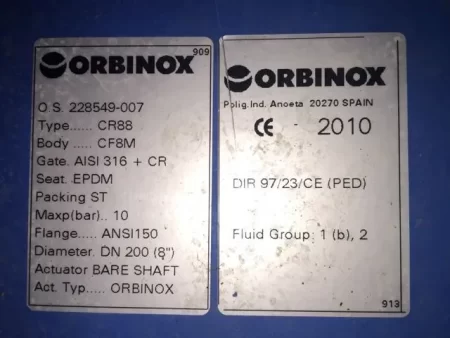 909
ORBINOX
O.S. 228549-007
Type..... CR88
Body ..... CF8M
Gate. AISI 316 + CR
Seat. EPDM
Packing ST
Maxp(bar).. 10
Flange.....ANSI150
Diameter. DN 200 (8")
Actuator BARE SHAFT
Act. Typ..... ORBINOX
ORBINOX
Polig.Ind. Anoeta 20270 SPAIN
CE 2010
DIR 97/23/CE (PED)
Fluid Group: 1 (b), 2
913